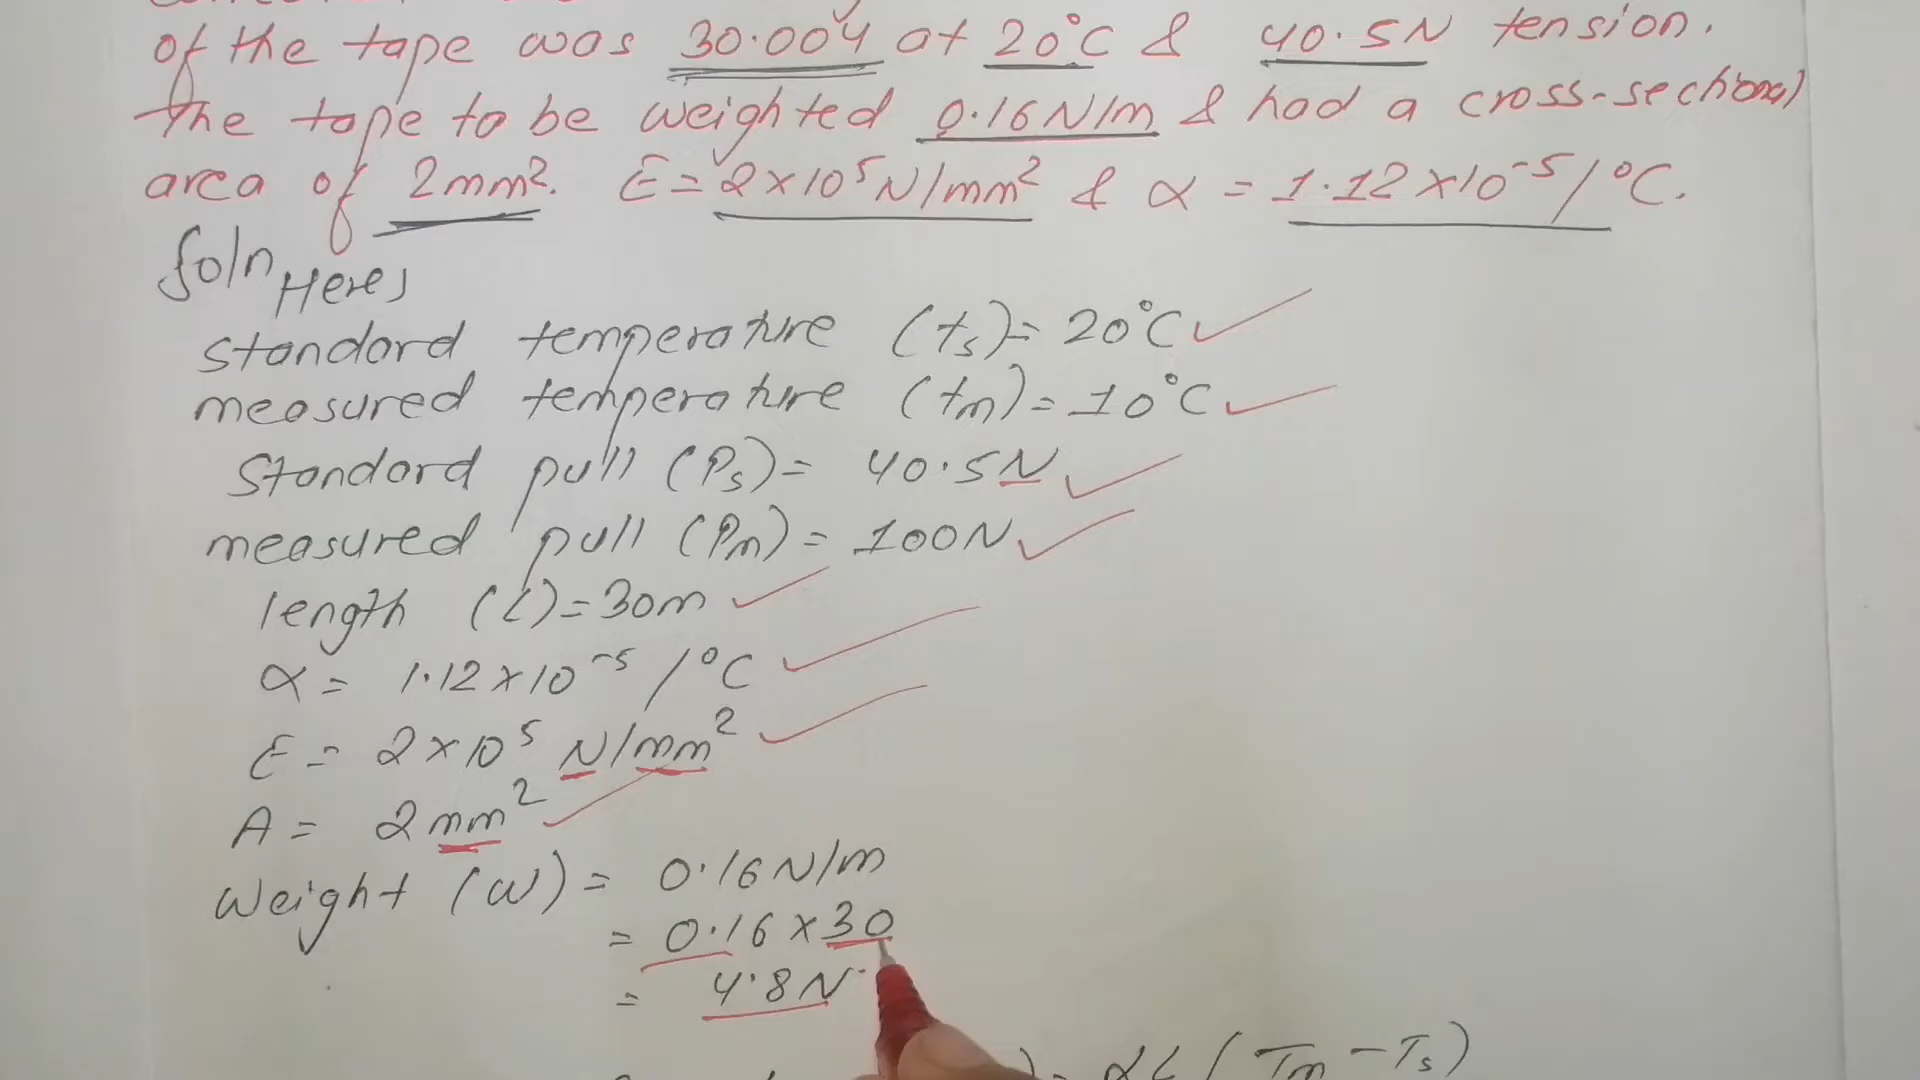 of the tape was 30.004 at 20°C & 40.5N tension.
The tape to be weighted 0.16N/m & had a cross-sectional
area of 2mm². E = 2×10⁵N/mm² & α = 1.12×10⁻⁵/°C.
Soln Here,
Standard temperature (ts) = 20°C
measured temperature (tm) = 10°C
Standard pull (Ps) = 40.5N
measured pull (Pm) = 100N
length (L) = 30m
α = 1.12×10⁻⁵/°C
E = 2×10⁵ N/mm²
A = 2mm²
Weight (w) = 0.16N/m
= 0.16×30
= 4.8N
) = αL(Tm-Ts)